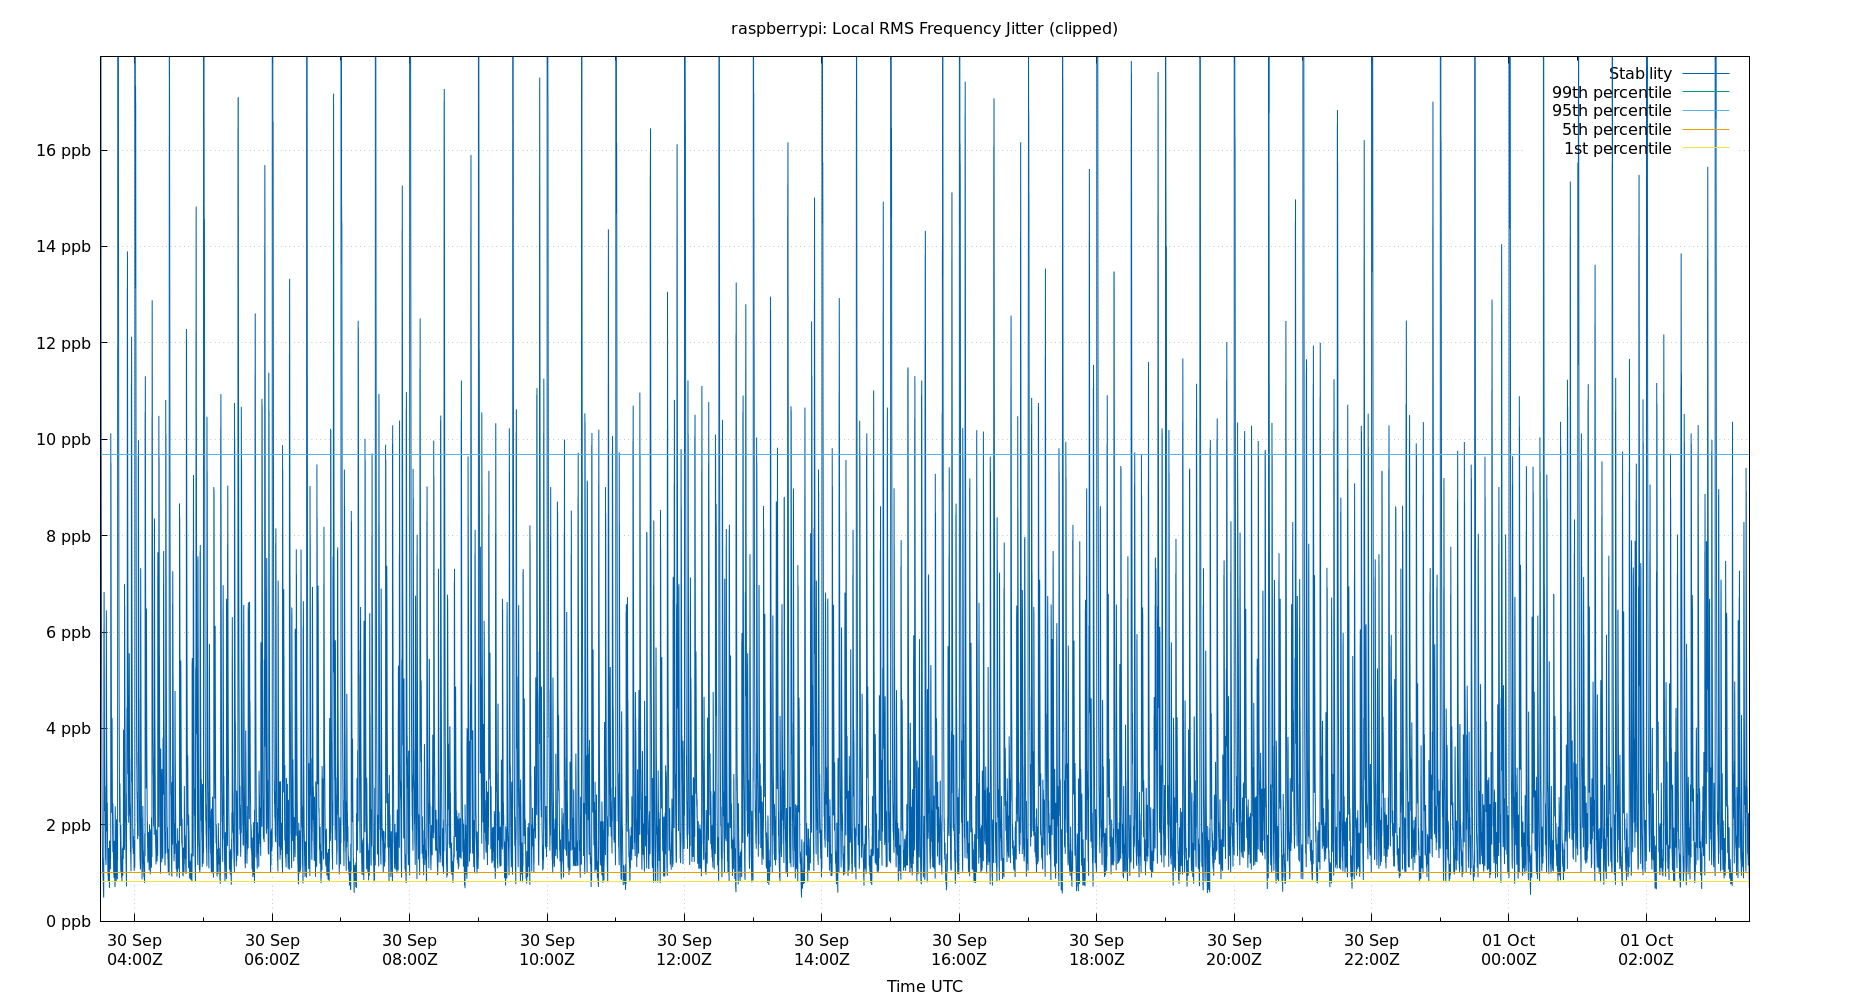 raspberrypi: Local RMS Frequency Jitter (clipped)
Stability
99th percentile
95th percentile
5th percentile
1st percentile
16 ppb
14 ppb
12 ppb
10 ppb
8 ppb
6 ppb
4 ppb
2 ppb
0 ppb
30 Sep 30 Sep 30 Sep 30 Sep 30 Sep 30 Sep 30 Sep 30 Sep 30 Sep 30 Sep 01 Oct 01 Oct
04:00Z 06:00Z 08:00Z 10:00Z 12:00Z 14:00Z 16:00Z 18:00Z 20:00Z 22:00Z 00:00Z 02:00Z
Time UTC